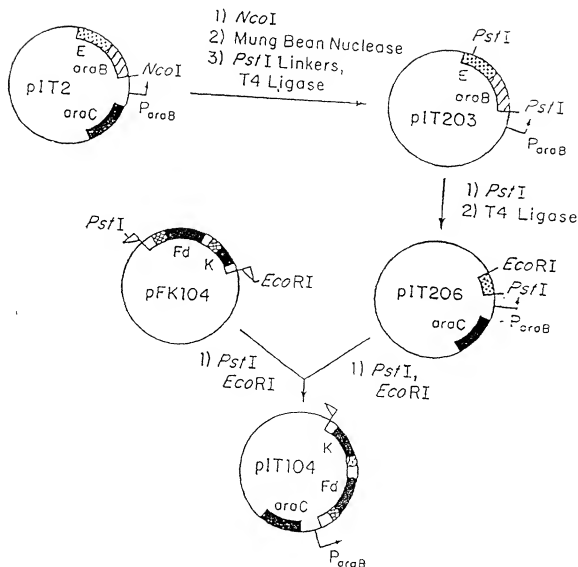 1) NcoI
2) Mung Bean Nuclease
3) PstI Linkers,
T4 Ligase
E
araB
NcoI
pIT2
ParaB
araC
PstI
E
araB
PstI
pIT203
ParaB
1) PstI
2) T4 Ligase
PstI
Fd
K
EcoRI
pFK104
EcoRI
PstI
pIT206
araC
ParaB
1) PstI
EcoRI
1) PstI,
EcoRI
K
pIT104
Fd
araC
ParaB